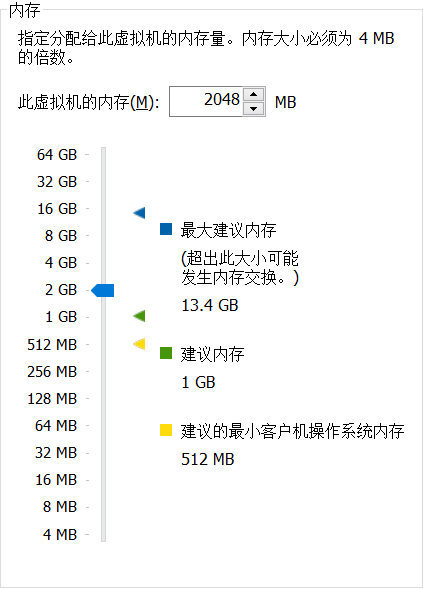 内存
指定分配给此虚拟机的内存量。内存大小必须为 4 MB
的倍数。
此虚拟机的内存(M): 2048 MB
64 GB
32 GB
16 GB
8 GB
4 GB
2 GB
1 GB
512 MB
256 MB
128 MB
64 MB
32 MB
16 MB
8 MB
4 MB
最大建议内存
(超出此大小可能
发生内存交换。)
13.4 GB
建议内存
1 GB
建议的最小客户机操作系统内存
512 MB